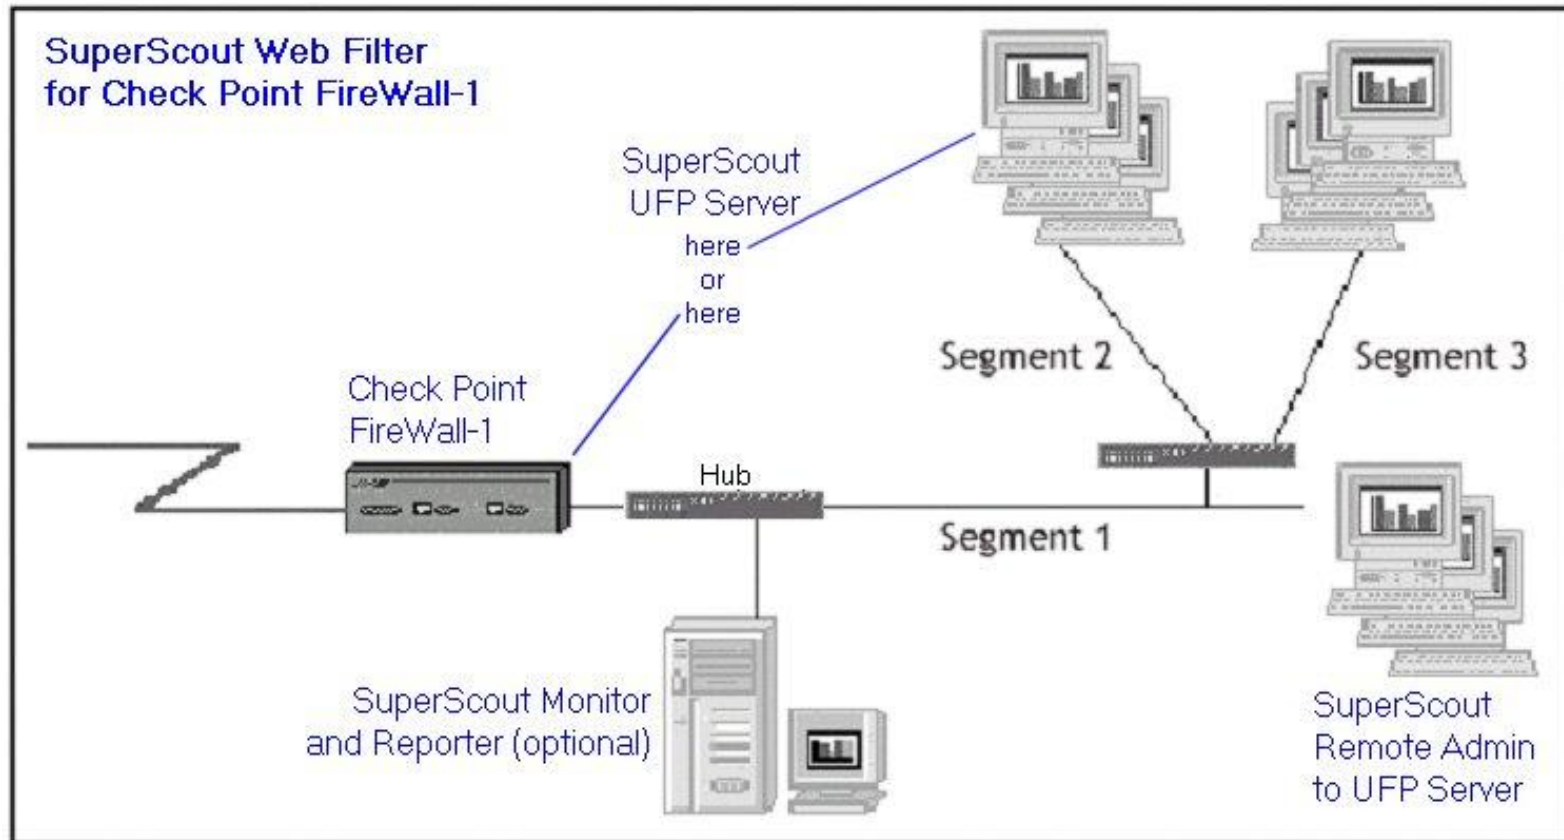 SuperScout Web Filter
for Check Point FireWall-1
SuperScout
UFP Server
here
or
here
Segment 2
Segment 3
Check Point
FireWall-1
Hub
Segment 1
SuperScout Monitor
and Reporter (optional)
SuperScout
Remote Admin
to UFP Server